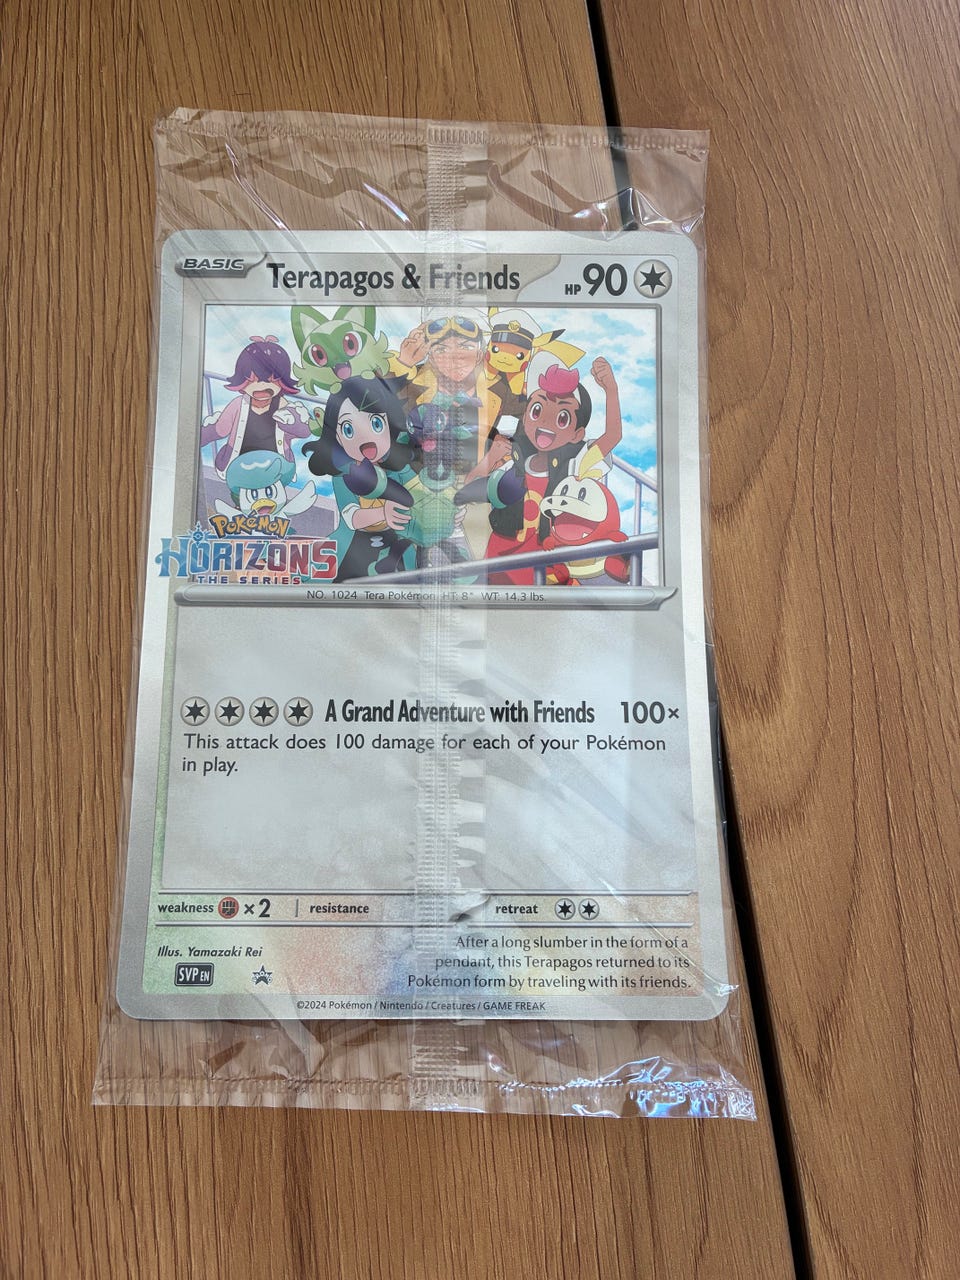 BASIC
Terapagos & Friends
HP 90
POKÉMON
HORIZONS
THE SERIES
NO. 1024 Tera Pokémon HT: 8" WT: 14.3 lbs.
A Grand Adventure with Friends 100×
This attack does 100 damage for each of your Pokémon
in play.
weakness ×2 | resistance retreat
Illus. Yamazaki Rei
SVP EN
After a long slumber in the form of a
pendant, this Terapagos returned to its
Pokémon form by traveling with its friends.
©2024 Pokémon / Nintendo / Creatures / GAME FREAK